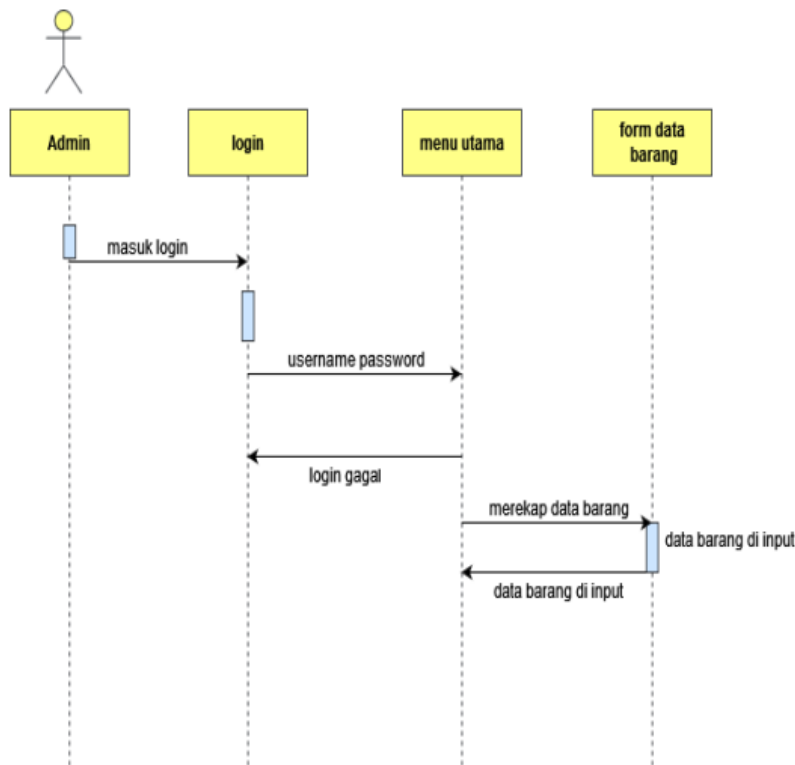 Admin
login
menu utama
form data
barang
masuk login
username password
login gagal
merekap data barang
data barang di input
data barang di input